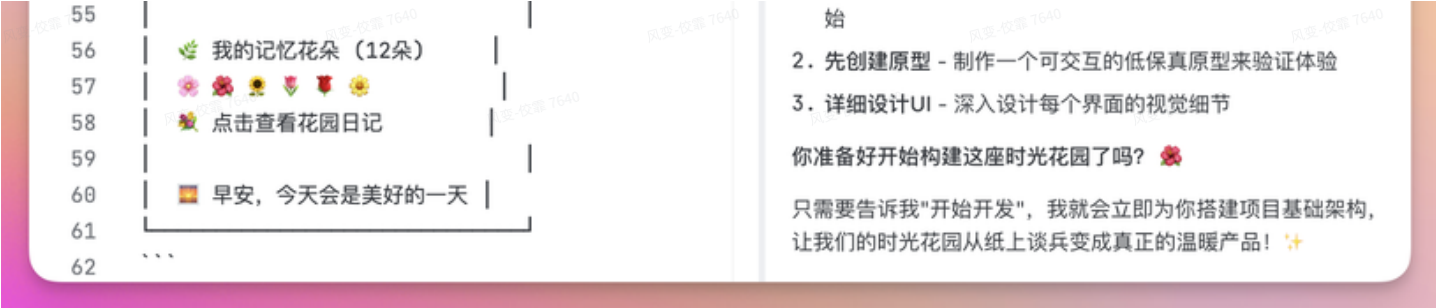 55 | |
56 | 🌿 我的记忆花朵 (12朵) |
57 | 🌸 🌺 🌻 🌷 🌹 🌼 |
58 | 💐 点击查看花园日记 |
59 | |
60 | 🌅 早安，今天会是美好的一天 |
61 └─────────────────┘
62 ```
始
2. 先创建原型 - 制作一个可交互的低保真原型来验证体验
3. 详细设计UI - 深入设计每个界面的视觉细节
你准备好开始构建这座时光花园了吗？ 🌺
只需要告诉我"开始开发"，我就会立即为你搭建项目基础架构，
让我们的时光花园从纸上谈兵变成真正的温暖产品！✨